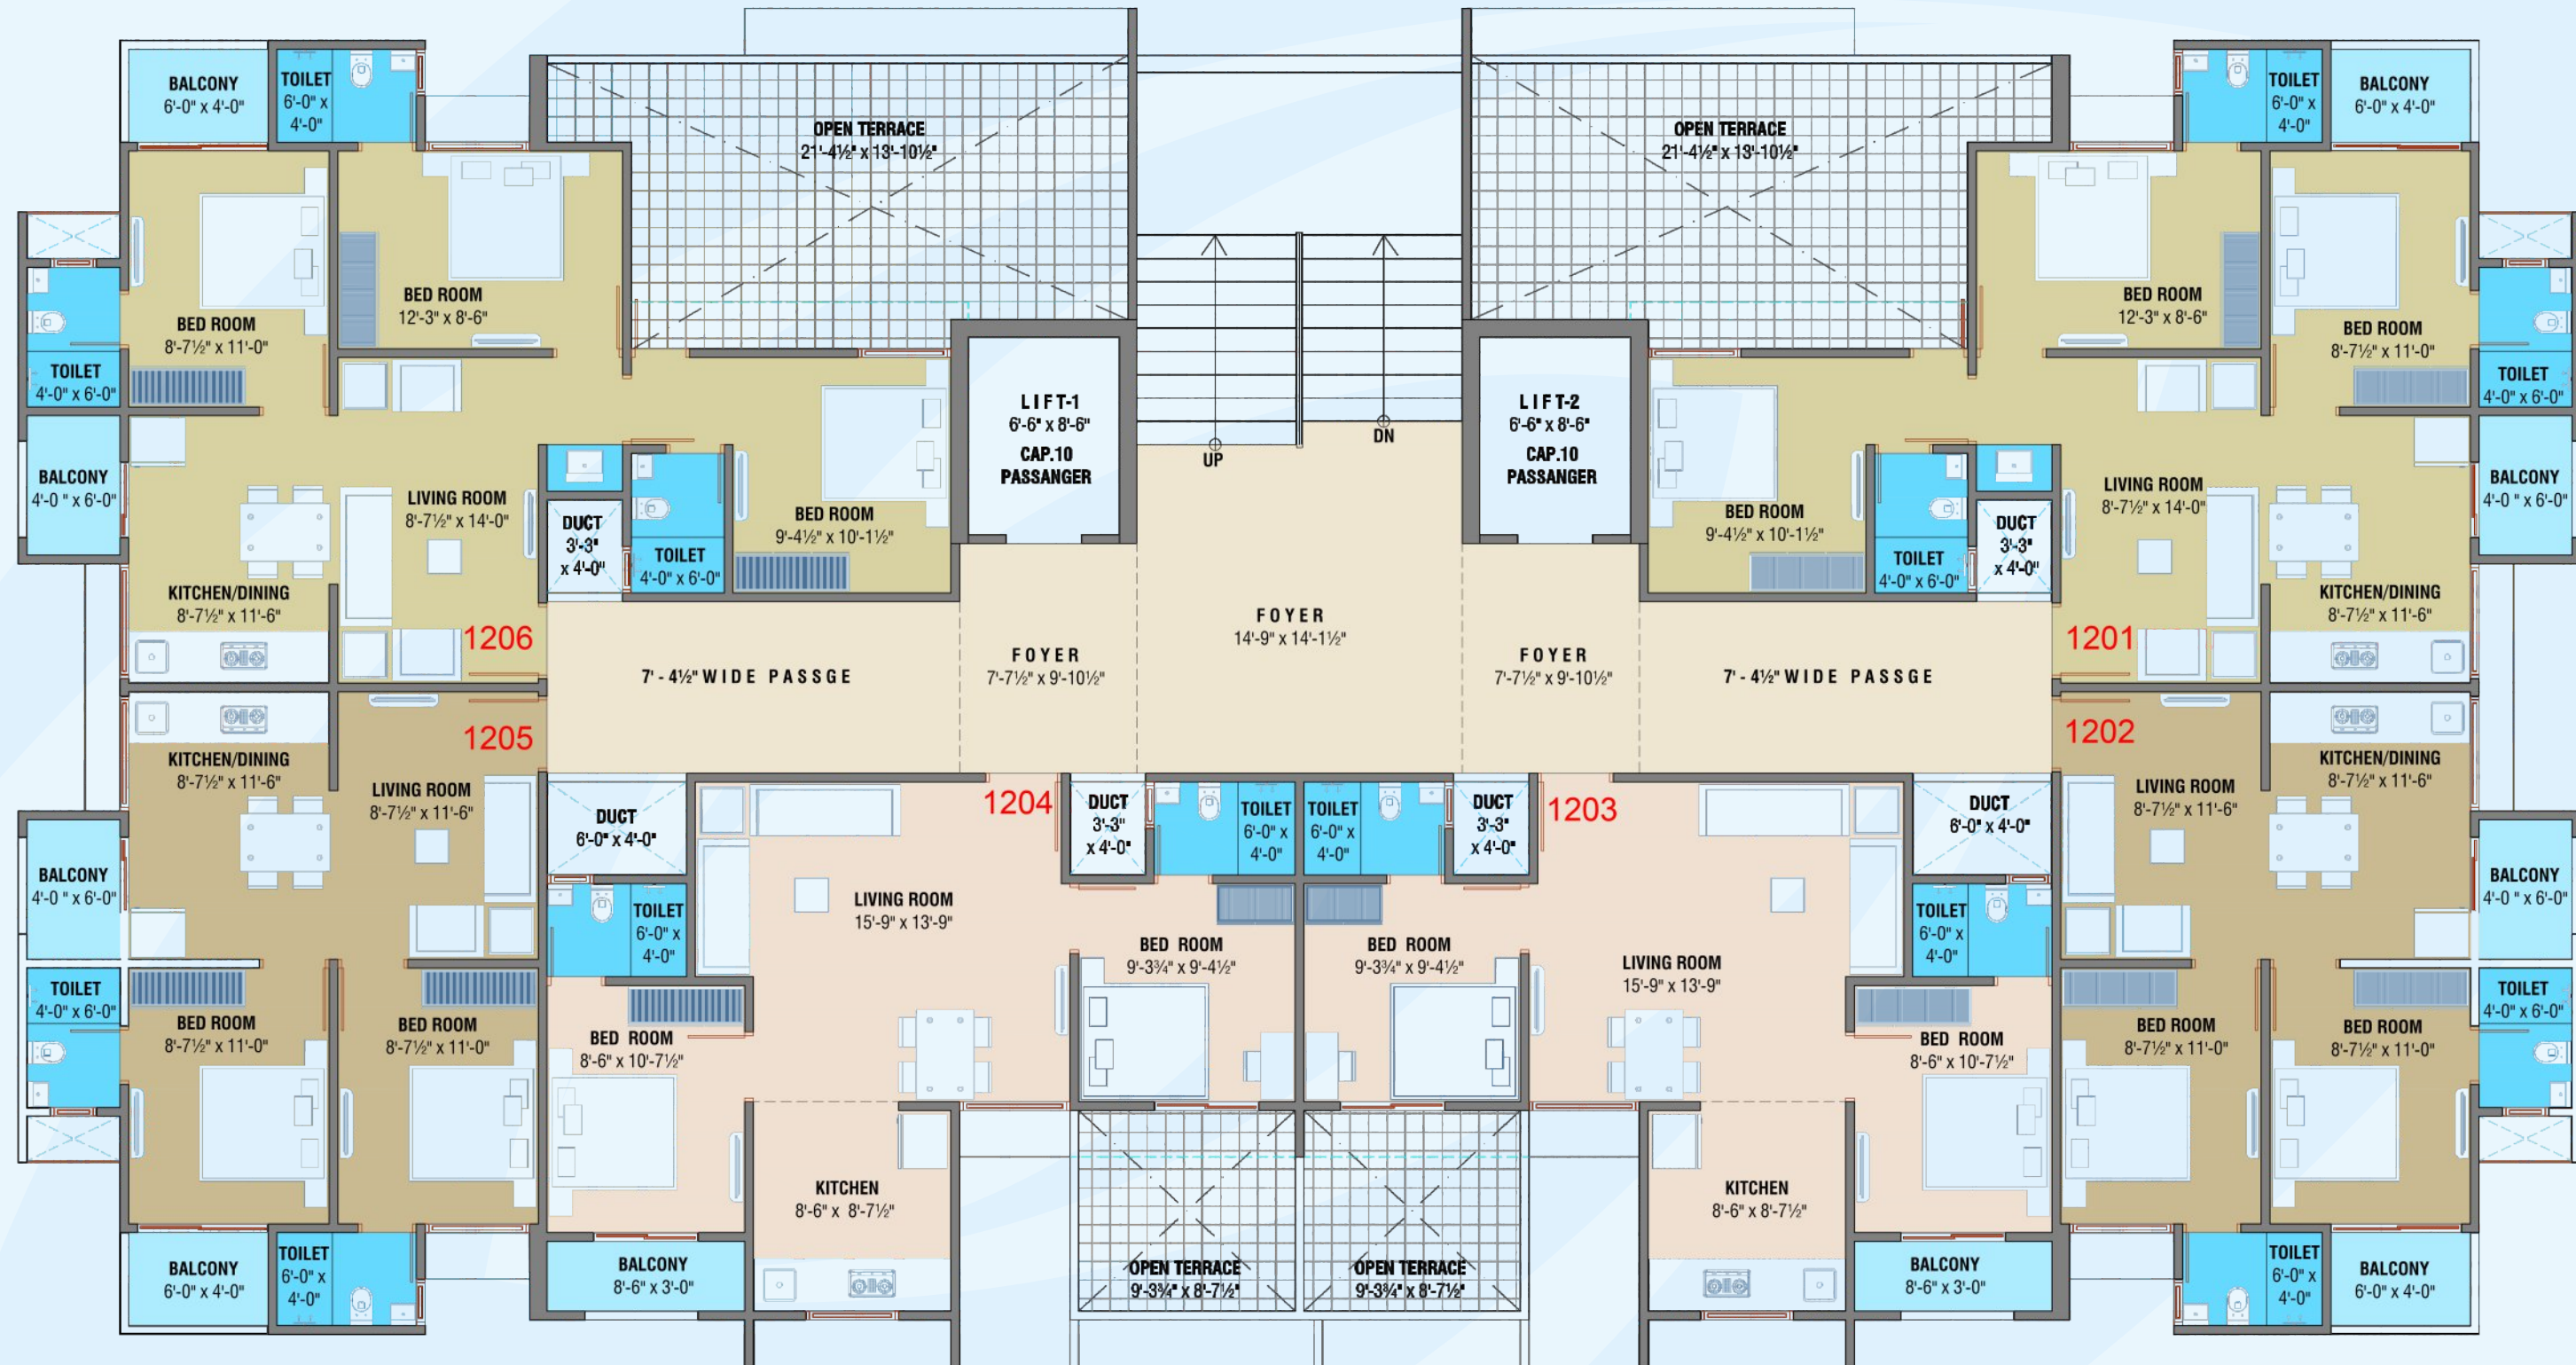 BALCONY
6'-0" x 4'-0"
TOILET
6'-0" x
4'-0"
OPEN TERRACE
21'-4½" x 13'-10½"
OPEN TERRACE
21'-4½" x 13'-10½"
TOILET
6'-0" x
4'-0"
BALCONY
6'-0" x 4'-0"
BED ROOM
8'-7½" x 11'-0"
BED ROOM
12'-3" x 8'-6"
BED ROOM
12'-3" x 8'-6"
BED ROOM
8'-7½" x 11'-0"
TOILET
4'-0" x 6'-0"
LIFT-1
6'-6" x 8'-6"
CAP.10
PASSANGER
UP
DN
LIFT-2
6'-6" x 8'-6"
CAP.10
PASSANGER
TOILET
4'-0" x 6'-0"
BALCONY
4'-0 " x 6'-0"
LIVING ROOM
8'-7½" x 14'-0"
DUCT
3'-3"
x 4'-0"
TOILET
4'-0" x 6'-0"
BED ROOM
9'-4½" x 10'-1½"
BED ROOM
9'-4½" x 10'-1½"
TOILET
4'-0" x 6'-0"
DUCT
3'-3"
x 4'-0"
LIVING ROOM
8'-7½" x 14'-0"
BALCONY
4'-0 " x 6'-0"
KITCHEN/DINING
8'-7½" x 11'-6"
1206
7' - 4½" WIDE PASSGE
FOYER
7'-7½" x 9'-10½"
FOYER
14'-9" x 14'-1½"
FOYER
7'-7½" x 9'-10½"
7' - 4½" WIDE PASSGE
1201
KITCHEN/DINING
8'-7½" x 11'-6"
KITCHEN/DINING
8'-7½" x 11'-6"
1205
LIVING ROOM
8'-7½" x 11'-6"
DUCT
6'-0" x 4'-0"
1204
DUCT
3'-3"
x 4'-0"
TOILET
6'-0" x
4'-0"
TOILET
6'-0" x
4'-0"
DUCT
3'-3"
x 4'-0"
1203
DUCT
6'-0" x 4'-0"
1202
LIVING ROOM
8'-7½" x 11'-6"
KITCHEN/DINING
8'-7½" x 11'-6"
BALCONY
4'-0 " x 6'-0"
TOILET
6'-0" x
4'-0"
LIVING ROOM
15'-9" x 13'-9"
BED ROOM
9'-3¾" x 9'-4½"
BED ROOM
9'-3¾" x 9'-4½"
LIVING ROOM
15'-9" x 13'-9"
TOILET
6'-0" x
4'-0"
BALCONY
4'-0 " x 6'-0"
TOILET
4'-0" x 6'-0"
BED ROOM
8'-7½" x 11'-0"
BED ROOM
8'-7½" x 11'-0"
BED ROOM
8'-6" x 10'-7½"
BED ROOM
8'-6" x 10'-7½"
BED ROOM
8'-7½" x 11'-0"
BED ROOM
8'-7½" x 11'-0"
TOILET
4'-0" x 6'-0"
KITCHEN
8'-6" x 8'-7½"
KITCHEN
8'-6" x 8'-7½"
BALCONY
6'-0" x 4'-0"
TOILET
6'-0" x
4'-0"
BALCONY
8'-6" x 3'-0"
OPEN TERRACE
9'-3¾" x 8'-7½"
OPEN TERRACE
9'-3¾" x 8'-7½"
BALCONY
8'-6" x 3'-0"
TOILET
6'-0" x
4'-0"
BALCONY
6'-0" x 4'-0"